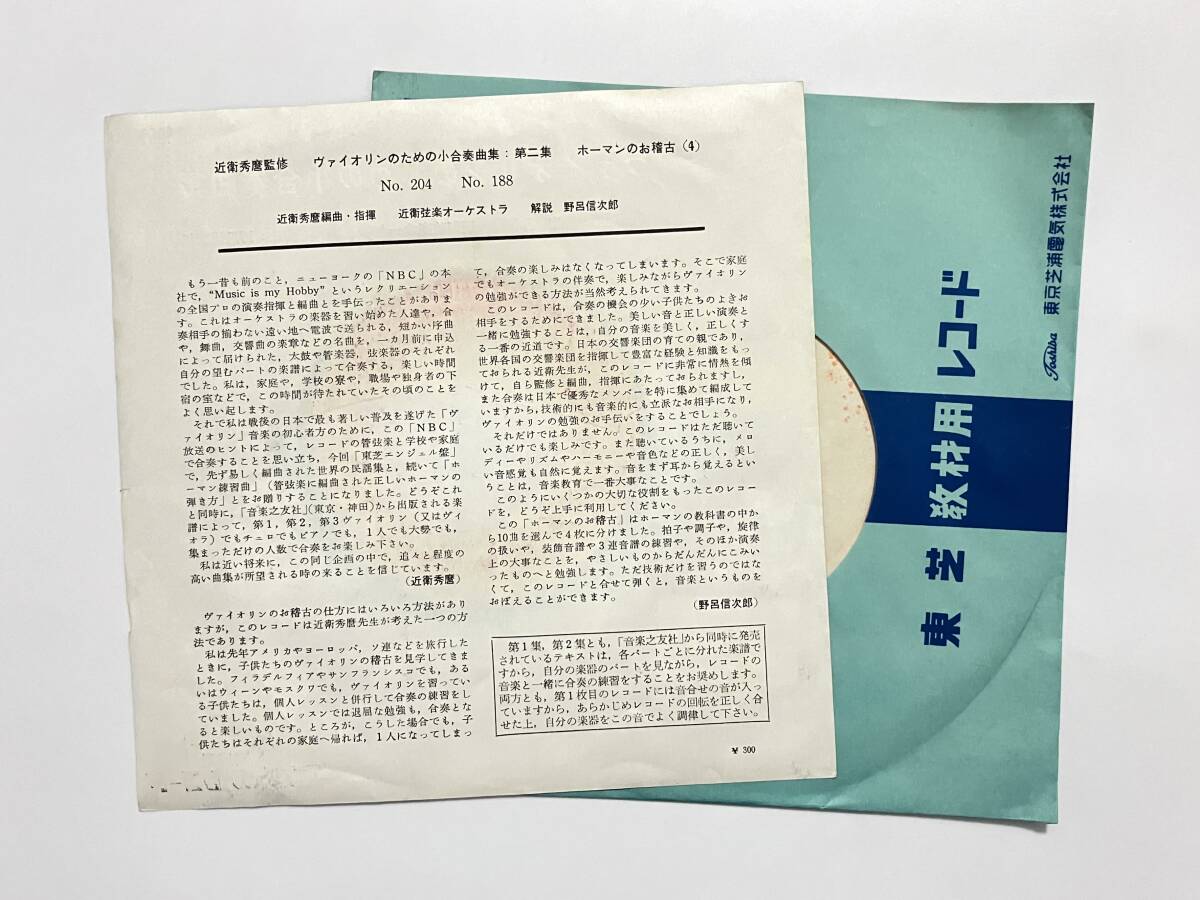 近衛秀麿監修　ヴァイオリンのための小合奏曲集：第二集　ホーマンのお稽古（4）
No. 204　No. 188
近衛秀麿編曲・指揮　近衛弦楽オーケストラ　解説　野呂信次郎
もう一昔も前のこと，ニューヨークの「NBC」の本
社で，“Music is my Hobby”というレクリエーション
の全国プロの演奏指揮と編曲とを手伝ったことがありま
す。これはオーケストラの楽器を習い始めた人達や，合
奏相手の揃わない遠い地へ電波で送られる，短かい序曲
や，舞曲，交響曲の楽章などの名曲を，一カ月前に申込
によって届けられた，太鼓や管楽器，弦楽器のそれぞれ
自分の望むパートの楽譜によって合奏する，楽しい時間
でした。私は，家庭や，学校の寮や，職場や独身者の下
宿の室などで，この時間が待たれていたその頃のことを
よく思い起します。
それで私は戦後の日本で最も著しい普及を遂げた「ヴ
ァイオリン」音楽の初心者方のために，この「NBC」
放送のヒントによって，レコードの管弦楽と学校や家庭
で合奏することを思い立ち，今回「東芝エンジェル盤」
で，先ず易しく編曲された世界の民謡集と，続いて「ホ
ーマン練習曲」（管弦楽に編曲された正しいホーマンの
弾き方」とをお贈りすることになりました。どうぞこれ
と同時に，「音楽之友社」（東京・神田）から出版される楽
譜によって，第1，第2，第3ヴァイオリン（又はヴィ
オラ）でもチェロでもピアノでも，1人でも大勢でも，
集まっただけの人数で合奏をお楽しみ下さい。
私は近い将来に，この同じ企画の中で，追々と程度の
高い曲集が所望される時の来ることを信じています。
（近衛秀麿）
ヴァイオリンのお稽古の仕方にはいろいろ方法があり
ますが，このレコードは近衛秀麿先生が考えた一つの方
法であります。
私は先年アメリカやヨーロッパ，ソ連などを旅行した
ときに，子供たちのヴァイオリンの稽古を見学してきま
した。フィラデルフィアやサンフランシスコでも，ある
いはウィーンやモスクワでも，ヴァイオリンを習ってい
る子供たちは，個人レッスンと併行して合奏の練習をし
ていました。個人レッスンでは退屈な勉強も，合奏とな
ると楽しいものです。ところが，こうした場合でも，子
供たちはそれぞれの家庭へ帰れば，1人になってしまっ
て，合奏の楽しみはなくなってしまいます。そこで家庭
でもオーケストラの伴奏で，楽しみながらヴァイオリン
の勉強ができる方法が当然考えられてきます。
このレコードは，合奏の機会の少い子供たちのよきお
相手をするためにできました。美しい音と正しい演奏と
一緒に勉強することは，自分の音楽を美しく，正しくす
る一番の近道です。日本の交響楽団の育ての親であり，
世界各国の交響楽団を指揮して豊富な経験と知識をもっ
ておられる近衛先生が，このレコードに非常に情熱を傾
けて，自ら監修と編曲，指揮にあたっておられますし，
また合奏は日本で優秀なメンバーを特に集めて編成して
いますから，技術的にも音楽的にも立派なお相手になり，
ヴァイオリンの勉強のお手伝いをすることでしょう。
それだけではありません。このレコードはただ聴いて
いるだけでも楽しみです。また聴いているうちに，メロ
ディーやリズムやハーモニーや音色などの正しく，美し
い音感覚も自然に覚えます。音をまず耳から覚えるとい
うことは，音楽教育で一番大事なことです。
このようにいくつかの大切な役割をもったこのレコー
ドを，どうぞ上手に利用してください。
この「ホーマンのお稽古」はホーマンの教科書の中か
ら10曲を選んで4枚に分けました。拍子や調子や，旋律
の扱いや，装飾音譜や3連音譜の練習や，そのほか演奏
上の大事なことを，やさしいものからだんだんにこみい
ったものへと勉強します。ただ技術だけを習うのではな
くて，このレコードと合せて弾くと，音楽というものを
おぼえることができます。
（野呂信次郎）
第1集，第2集とも，「音楽之友社」から同時に発売
されているテキストは，各パートごとに分れた楽譜で
すから，自分の楽器のパートを見ながら，レコードの
音楽と一緒に合奏の練習をすることをお奨めします。
両方とも，第1枚目のレコードには音合せの音が入っ
ていますから，あらかじめレコードの回転を正しく合
せた上，自分の楽器をこの音でよく調律して下さい。
¥ 300
東芝 教材用 レコード
Toshiba 東京芝浦電気株式会社